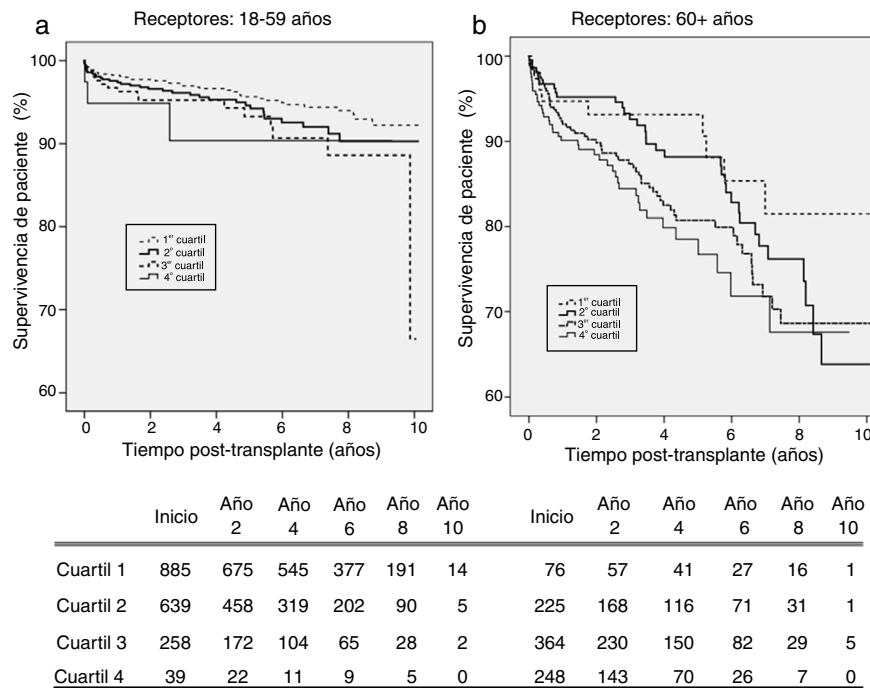 a Receptores: 18-59 años
Supervivencia de paciente (%)
100
90
80
70
60
1er cuartil
2° cuartil
3er cuartil
4° cuartil
0 2 4 6 8 10
Tiempo post-transplante (años)
b Receptores: 60+ años
Supervivencia de paciente (%)
100
90
80
70
60
1er cuartil
2° cuartil
3er cuartil
4° cuartil
0 2 4 6 8 10
Tiempo post-transplante (años)
Inicio Año 2 Año 4 Año 6 Año 8 Año 10 Inicio Año 2 Año 4 Año 6 Año 8 Año 10
Cuartil 1 885 675 545 377 191 14 76 57 41 27 16 1
Cuartil 2 639 458 319 202 90 5 225 168 116 71 31 1
Cuartil 3 258 172 104 65 28 2 364 230 150 82 29 5
Cuartil 4 39 22 11 9 5 0 248 143 70 26 7 0